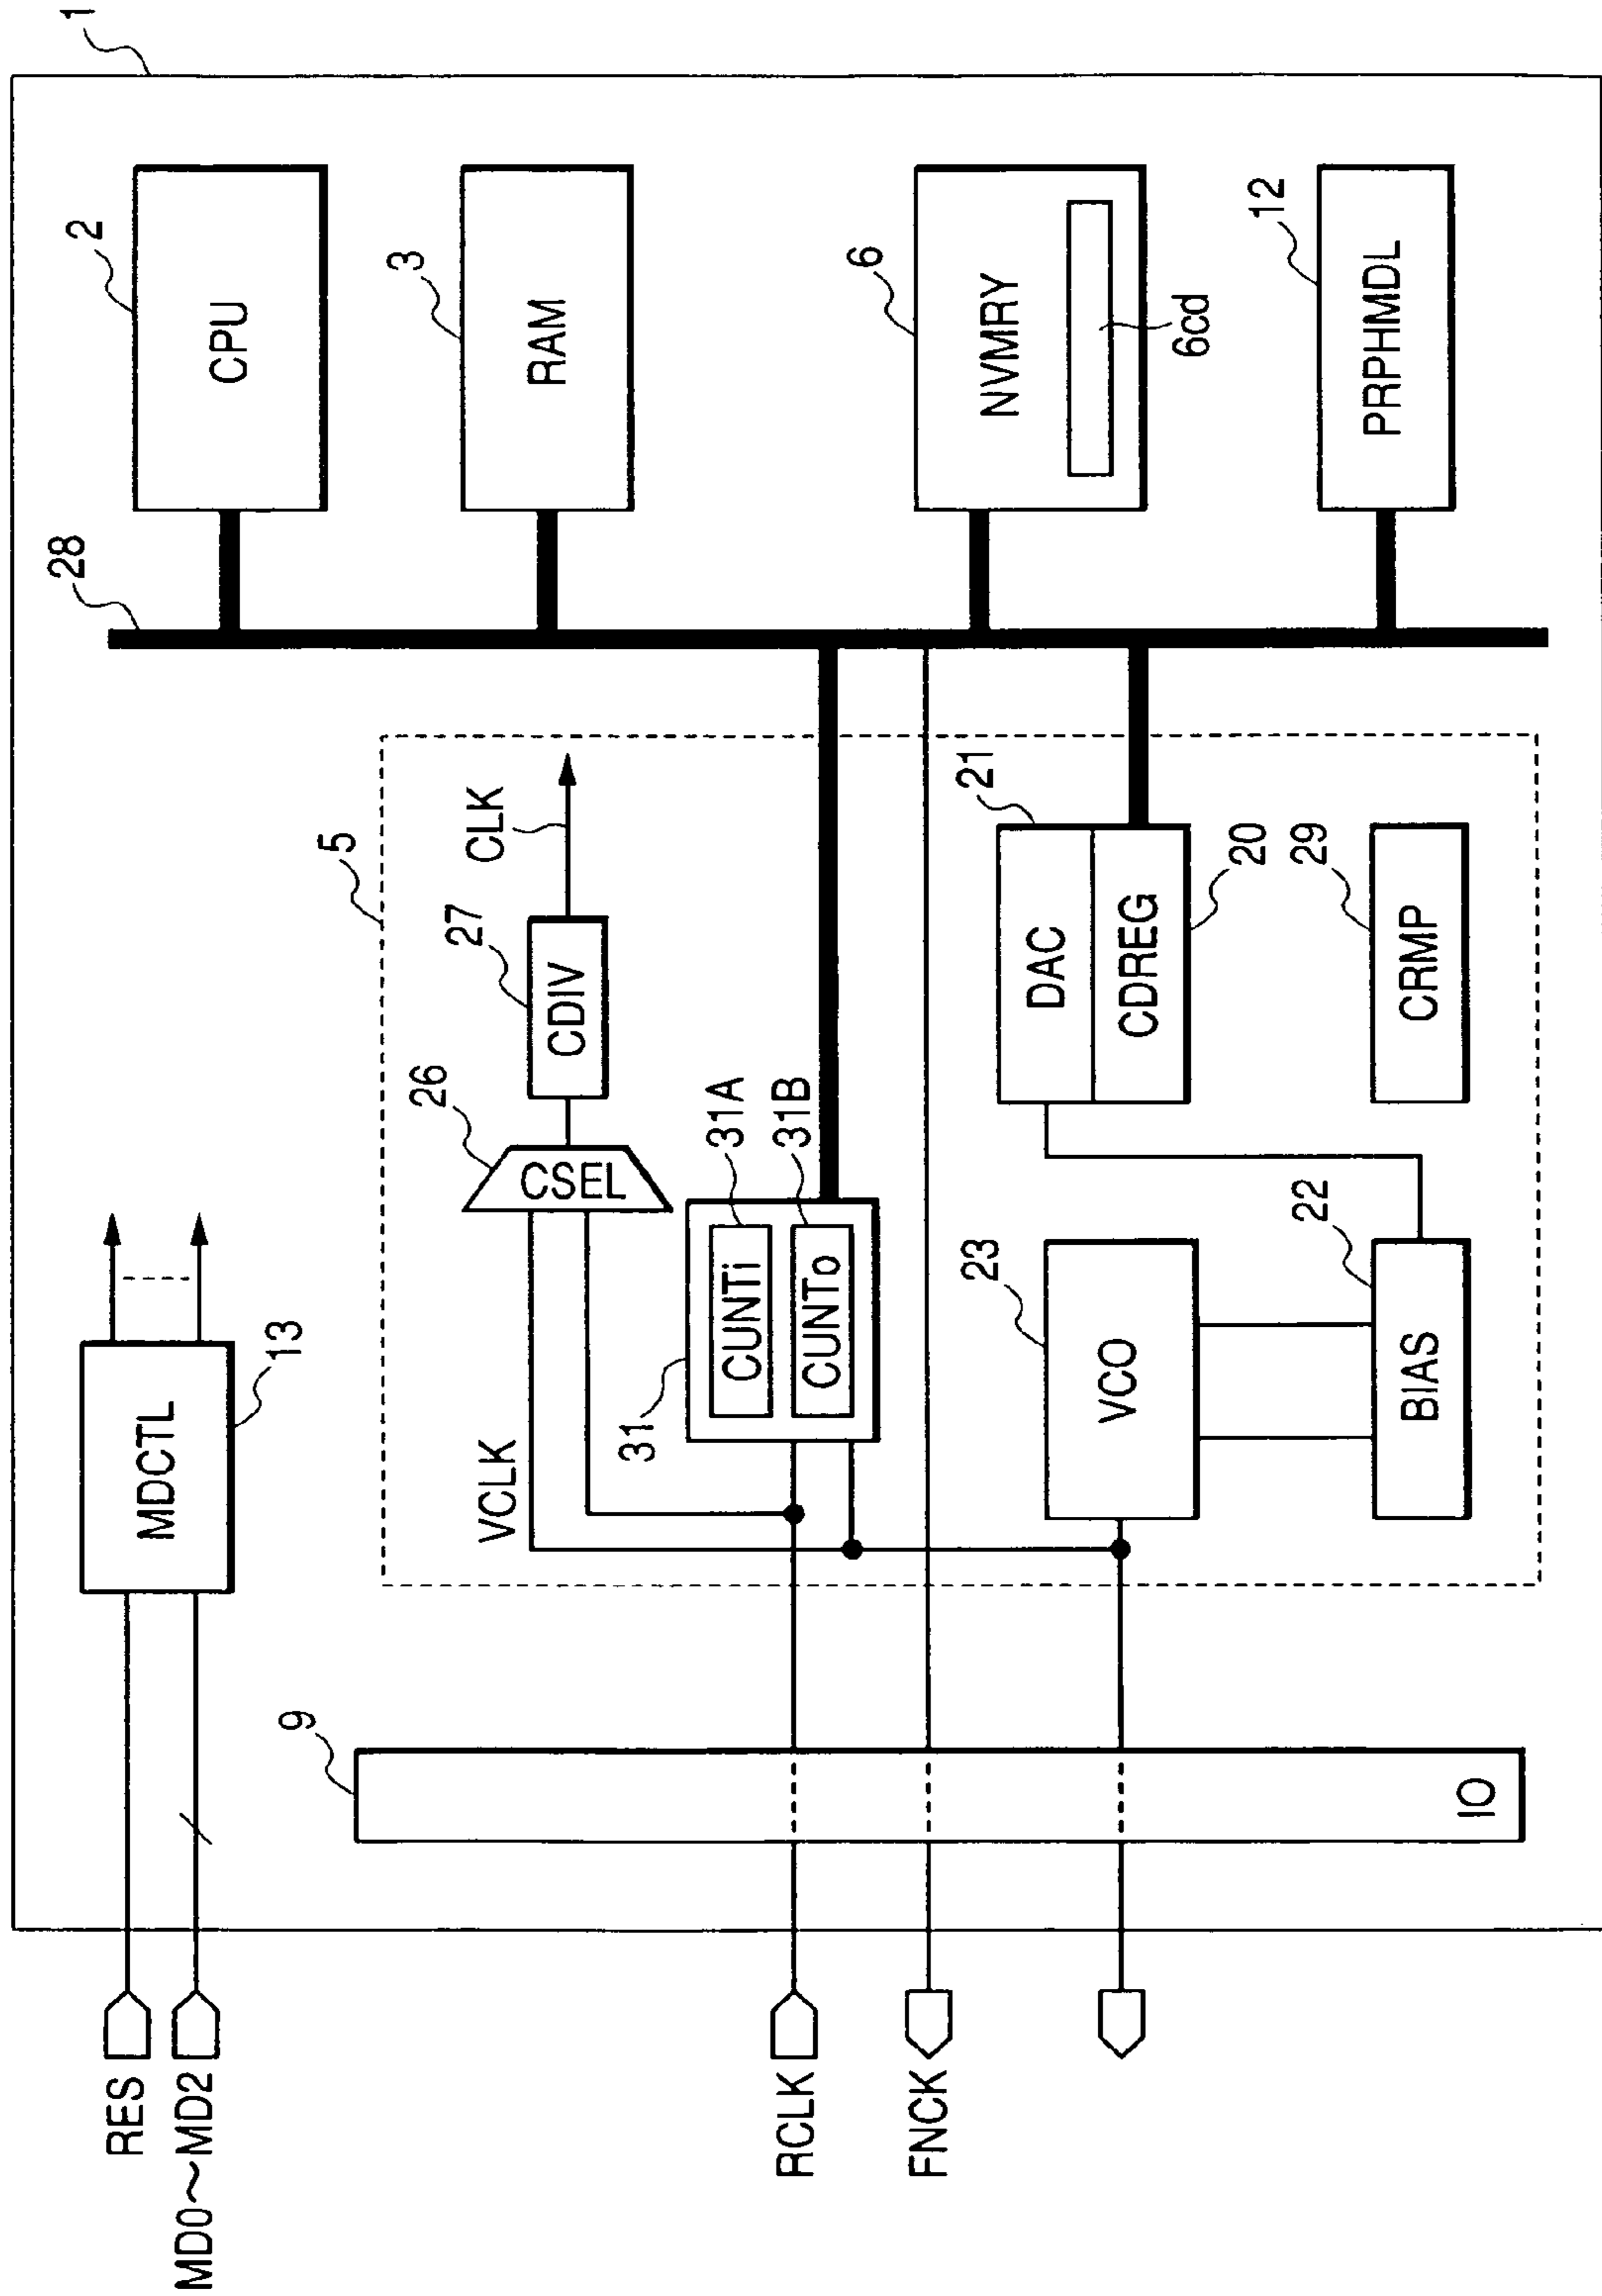 1
RES
MD0~MD2
MDCTL
13
28
2
CPU
3
RAM
5
9
VCLK
26
CSEL
27
CDIV
CLK
31
CUNTi
31A
CUNTo
31B
RCLK
FNCK
6
NVMRY
6cd
23
VCO
22
BIAS
21
DAC
CDREG
20
29
CRMP
12
PRPHMDL
IO